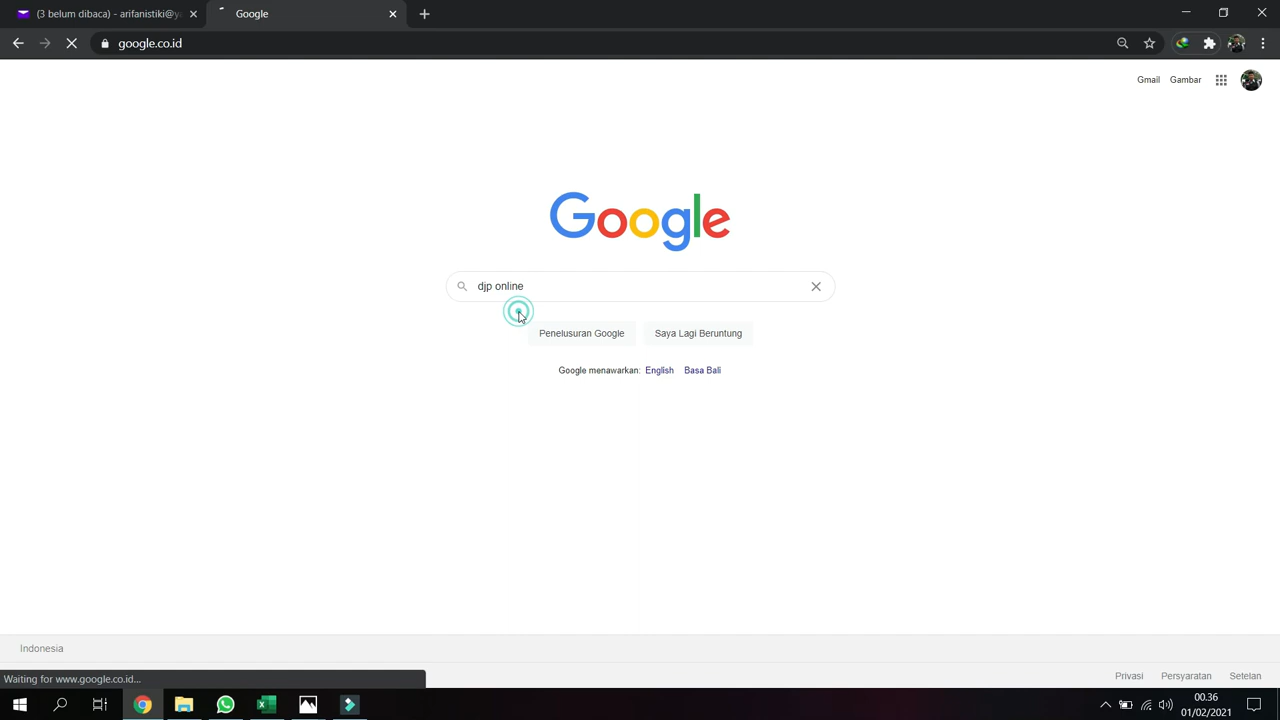 (3 belum dibaca) - arifanistiki@ya
Google
google.co.id
Gmail
Gambar
Google
djp online
Penelusuran Google
Saya Lagi Beruntung
Google menawarkan: English Basa Bali
Indonesia
Waiting for www.google.co.id...
Privasi
Persyaratan
Setelan
00.36
01/02/2021